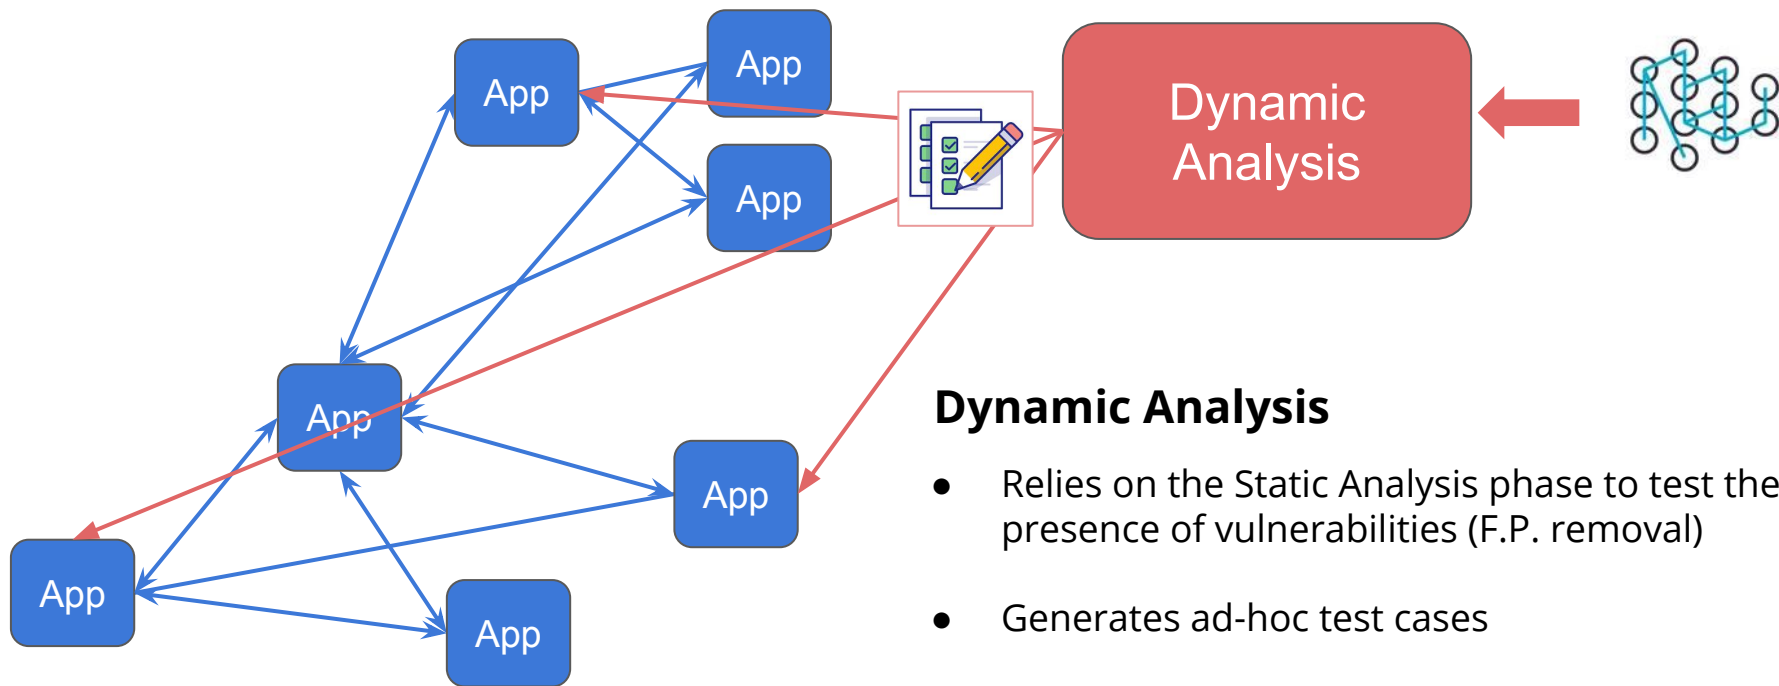 App
App
App
App
App
App
App
Dynamic
Analysis
Dynamic Analysis
● Relies on the Static Analysis phase to test the
presence of vulnerabilities (F.P. removal)
● Generates ad-hoc test cases